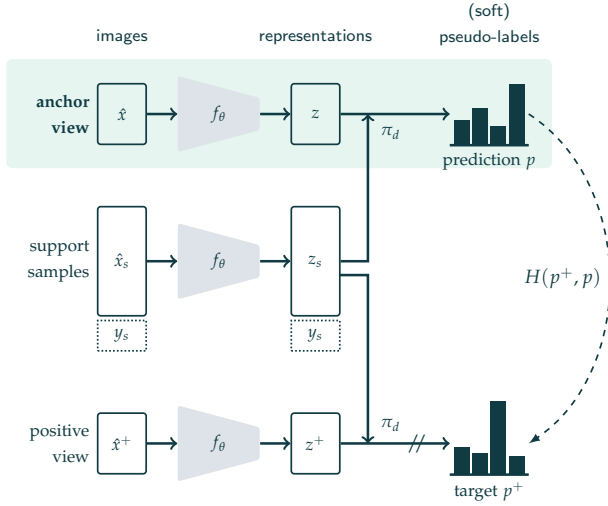 (soft)
images representations pseudo-labels
anchor
view
x̂ f_θ z π_d
prediction p
support
samples
x̂_s f_θ z_s
H(p⁺, p)
y_s y_s
positive
view
x̂⁺ f_θ z⁺ π_d
target p⁺